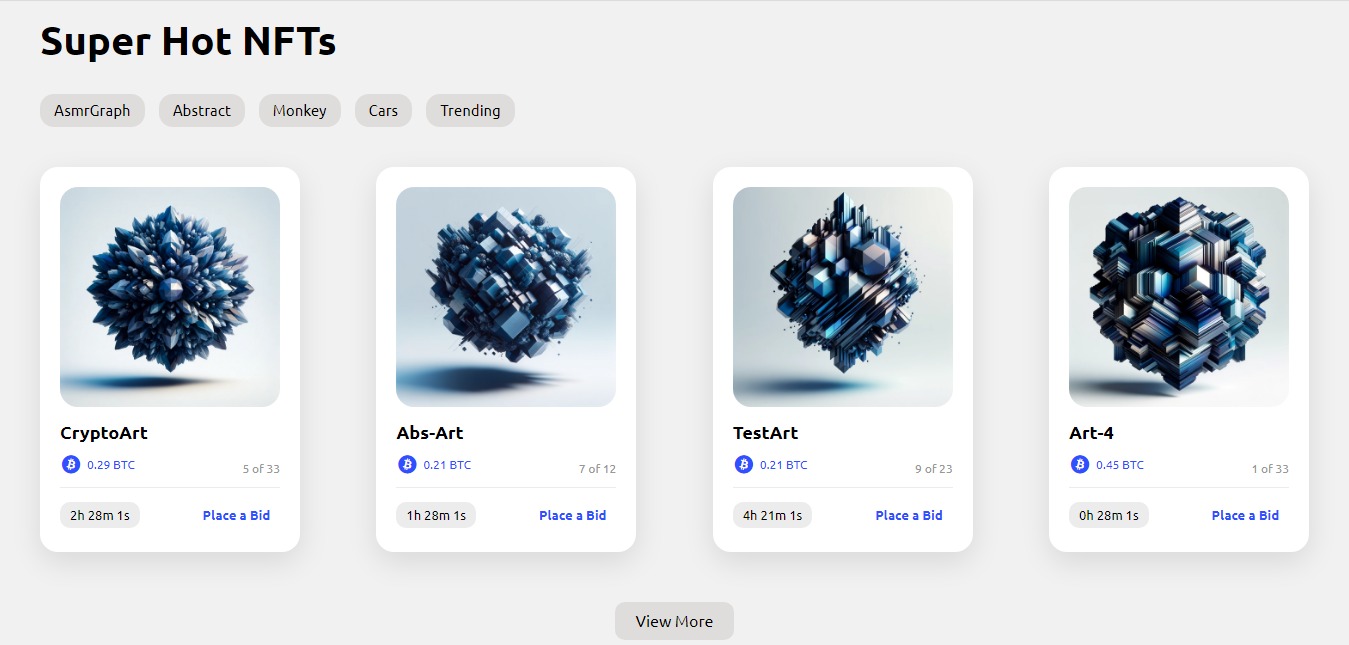 Super Hot NFTs
AsmrGraph Abstract Monkey Cars Trending
CryptoArt
0.29 BTC 5 of 33
2h 28m 1s Place a Bid
Abs-Art
0.21 BTC 7 of 12
1h 28m 1s Place a Bid
TestArt
0.21 BTC 9 of 23
4h 21m 1s Place a Bid
Art-4
0.45 BTC 1 of 33
0h 28m 1s Place a Bid
View More